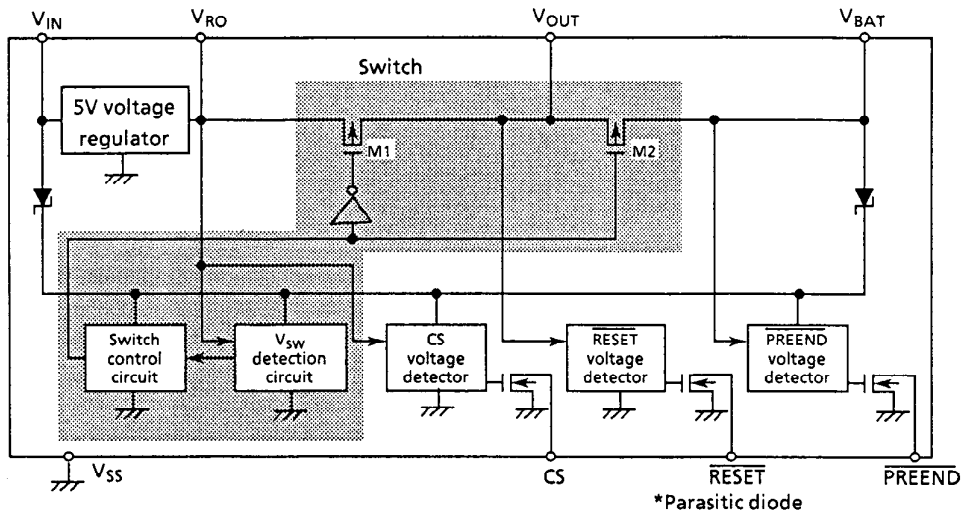 VIN VRO VOUT VBAT
Switch
5V voltage
regulator
M1 M2
Switch
control
circuit
VSW
detection
circuit
CS
voltage
detector
RESET
voltage
detector
PREEND
voltage
detector
VSS CS RESET PREEND
*Parasitic diode